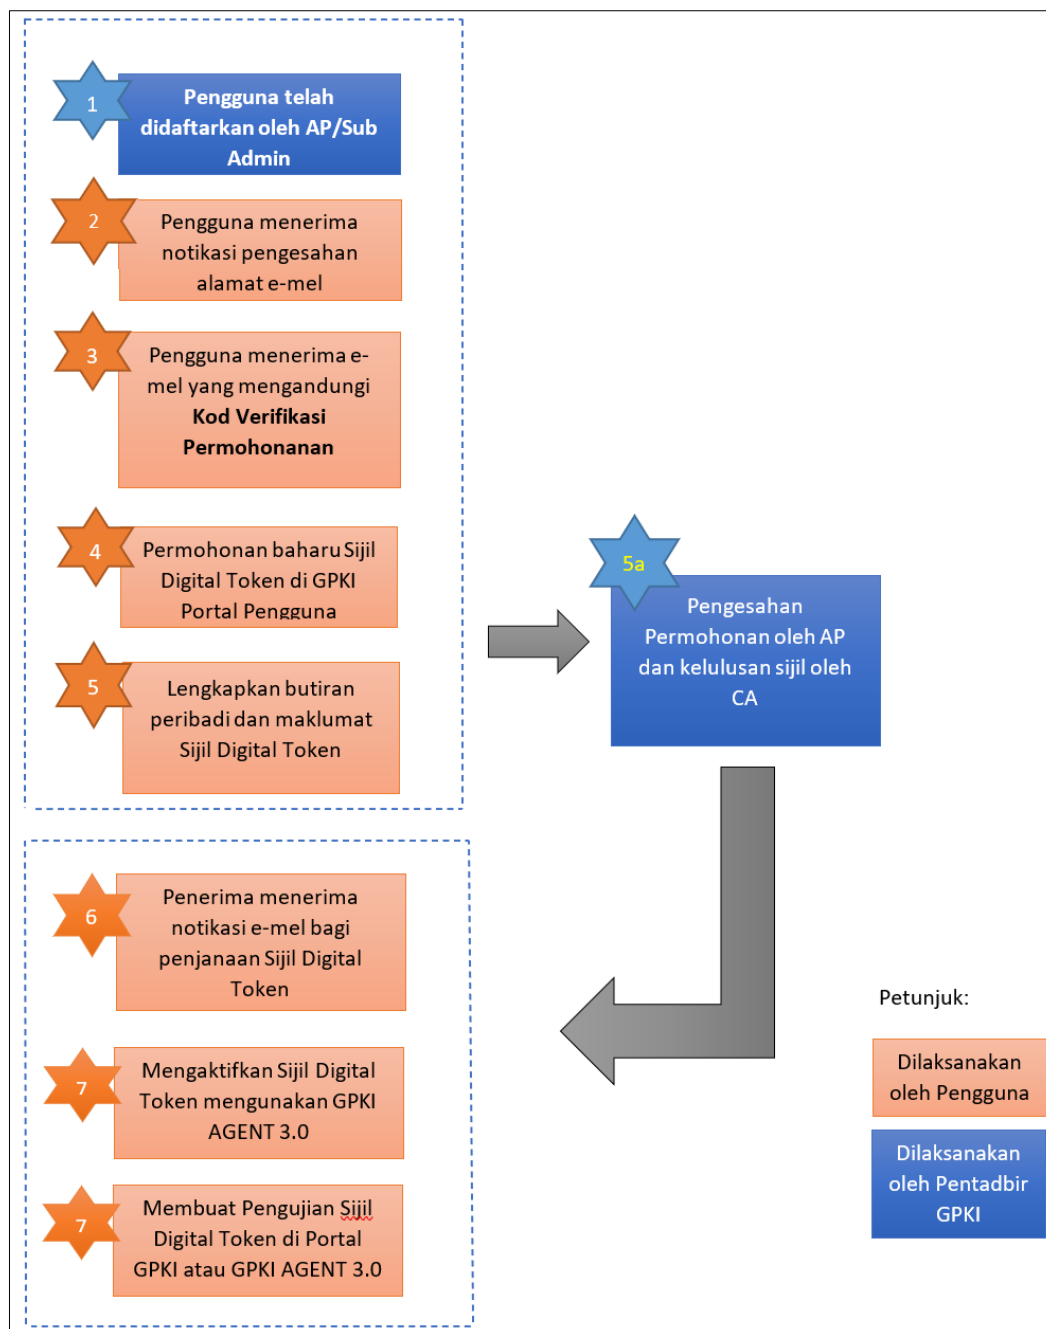 1
Pengguna telah
didaftarkan oleh AP/Sub
Admin
2
Pengguna menerima
notikasi pengesahan
alamat e-mel
3
Pengguna menerima e-
mel yang mengandungi
Kod Verifikasi
Permohonanan
4
Permohonan baharu Sijil
Digital Token di GPKI
Portal Pengguna
5
Lengkapkan butiran
peribadi dan maklumat
Sijil Digital Token
5a
Pengesahan
Permohonan oleh AP
dan kelulusan sijil oleh
CA
6
Penerima menerima
notikasi e-mel bagi
penjanaan Sijil Digital
Token
7
Mengaktifkan Sijil Digital
Token mengunakan GPKI
AGENT 3.0
7
Membuat Pengujian Sijil
Digital Token di Portal
GPKI atau GPKI AGENT 3.0
Petunjuk:
Dilaksanakan
oleh Pengguna
Dilaksanakan
oleh Pentadbir
GPKI